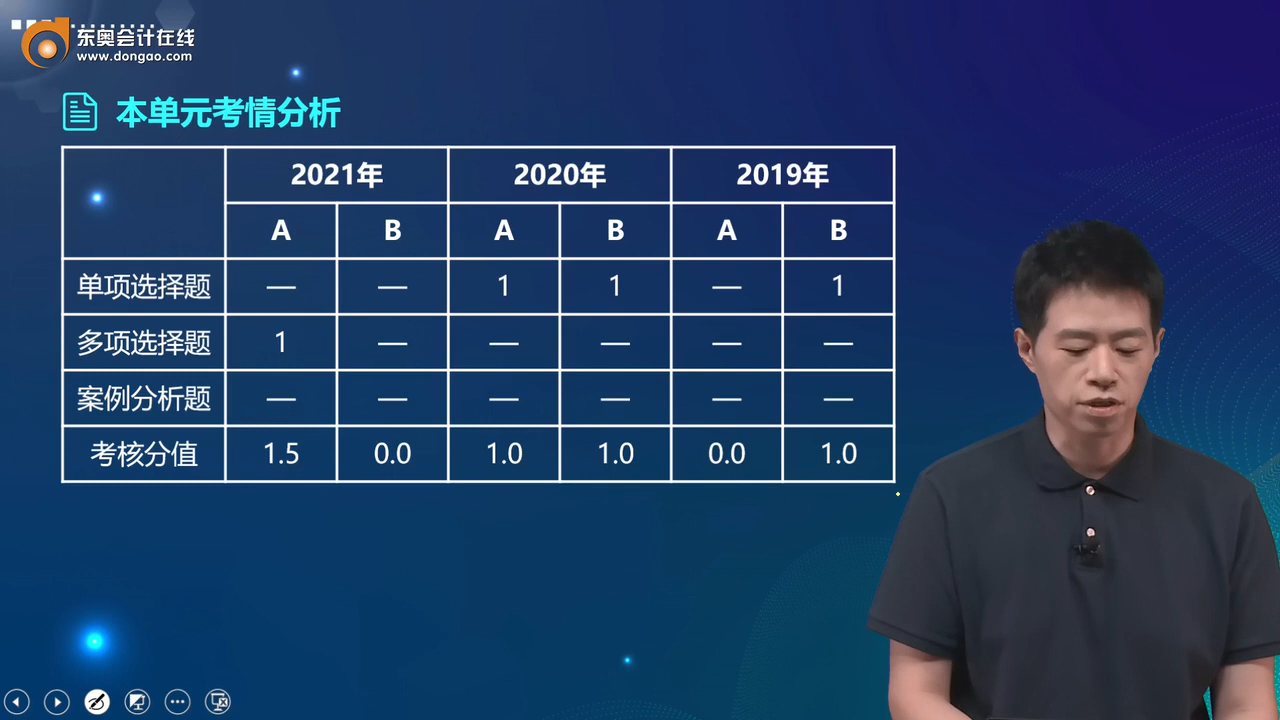 东奥会计在线
www.dongao.com
本单元考情分析
2021年 2020年 2019年
A B A B A B
单项选择题 — — 1 1 — 1
多项选择题 1 — — — — —
案例分析题 — — — — — —
考核分值 1.5 0.0 1.0 1.0 0.0 1.0